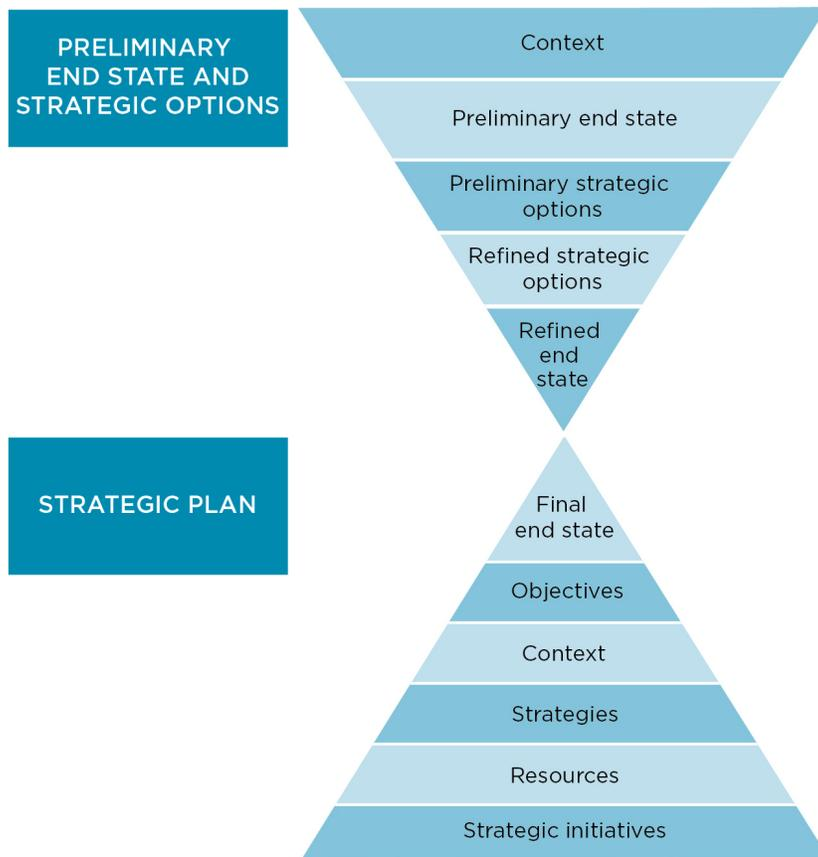 PRELIMINARY
END STATE AND
STRATEGIC OPTIONS
Context
Preliminary end state
Preliminary strategic
options
Refined strategic
options
Refined
end
state
STRATEGIC PLAN
Final
end state
Objectives
Context
Strategies
Resources
Strategic initiatives